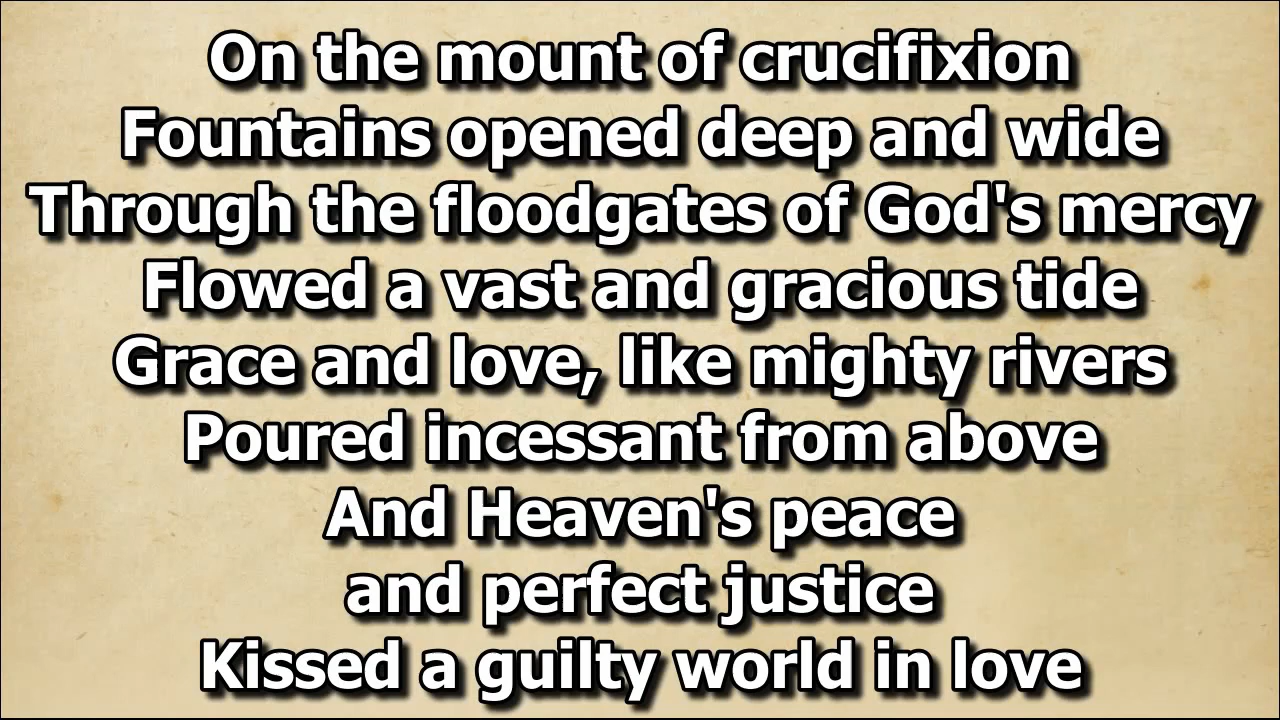 On the mount of crucifixion
Fountains opened deep and wide
Through the floodgates of God's mercy
Flowed a vast and gracious tide
Grace and love, like mighty rivers
Poured incessant from above
And Heaven's peace
and perfect justice
Kissed a guilty world in love